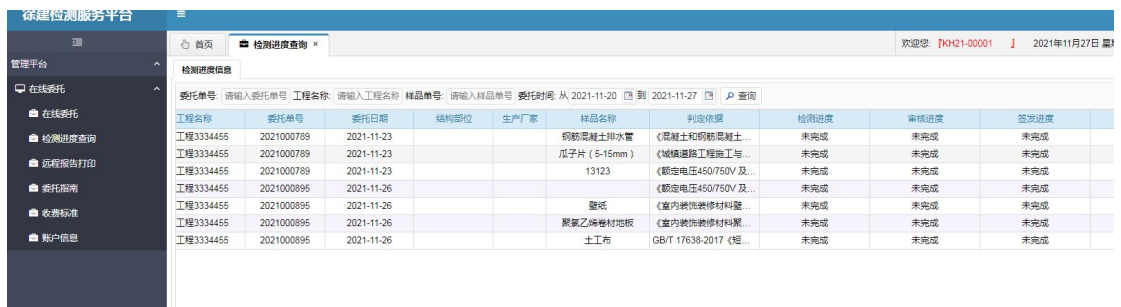 徐建检测服务平台
首页 检测进度查询 × 欢迎您: 『KH21-00001 』 2021年11月27日
管理平台
检测进度信息
在线委托
委托单号: 请输入委托单号 工程名称: 请输入工程名称 样品单号: 请输入样品单号 委托时间: 从 2021-11-20 到 2021-11-27 查询
在线委托
检测进度查询
远程报告打印
委托指南
收费标准
账户信息
工程名称 委托单号 委托日期 结构部位 生产厂家 样品名称 判定依据 检测进度 审核进度 签发进度
工程3334455 2021000789 2021-11-23 钢筋混凝土排水管 《混凝土和钢筋混凝土... 未完成 未完成 未完成
工程3334455 2021000789 2021-11-23 瓜子片（5-15mm） 《城镇道路工程施工与... 未完成 未完成 未完成
工程3334455 2021000789 2021-11-23 13123 《额定电压450/750V 及... 未完成 未完成 未完成
工程3334455 2021000895 2021-11-26 《额定电压450/750V 及... 未完成 未完成 未完成
工程3334455 2021000895 2021-11-26 壁纸 《室内装饰装修材料壁... 未完成 未完成 未完成
工程3334455 2021000895 2021-11-26 聚氯乙烯卷材地板 《室内装饰装修材料聚... 未完成 未完成 未完成
工程3334455 2021000895 2021-11-26 土工布 GB/T 17638-2017《短... 未完成 未完成 未完成